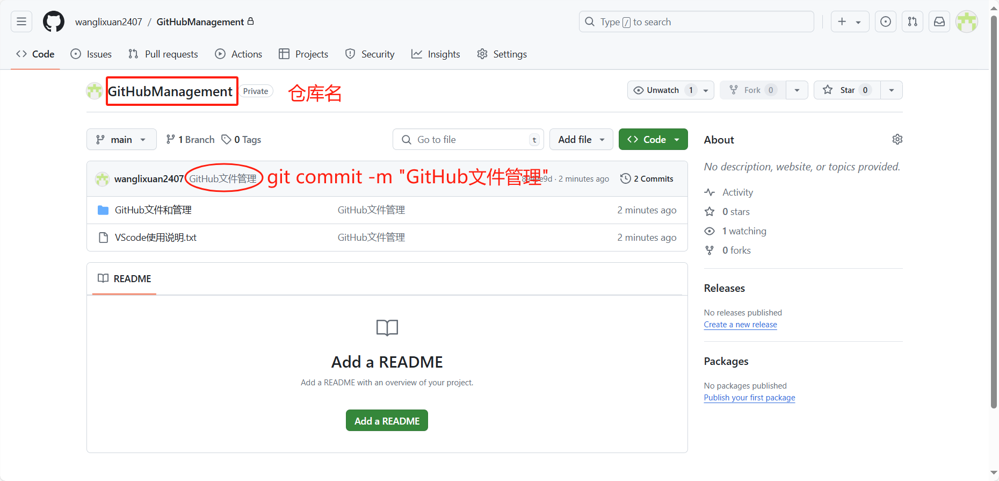 wanglixuan2407 / GitHubManagement
Type / to search
Code Issues Pull requests Actions Projects Security Insights Settings
GitHubManagement Private 仓库名
Unwatch 1 Fork 0 Star 0
main 1 Branch 0 Tags Go to file t Add file Code
wanglixuan2407 GitHub文件管理 git commit -m "GitHub文件管理" · 2 minutes ago 2 Commits
GitHub文件和管理 GitHub文件管理 2 minutes ago
VScode使用说明.txt GitHub文件管理 2 minutes ago
README
Add a README
Add a README with an overview of your project.
Add a README
About
No description, website, or topics provided.
Activity
0 stars
1 watching
0 forks
Releases
No releases published
Create a new release
Packages
No packages published
Publish your first package